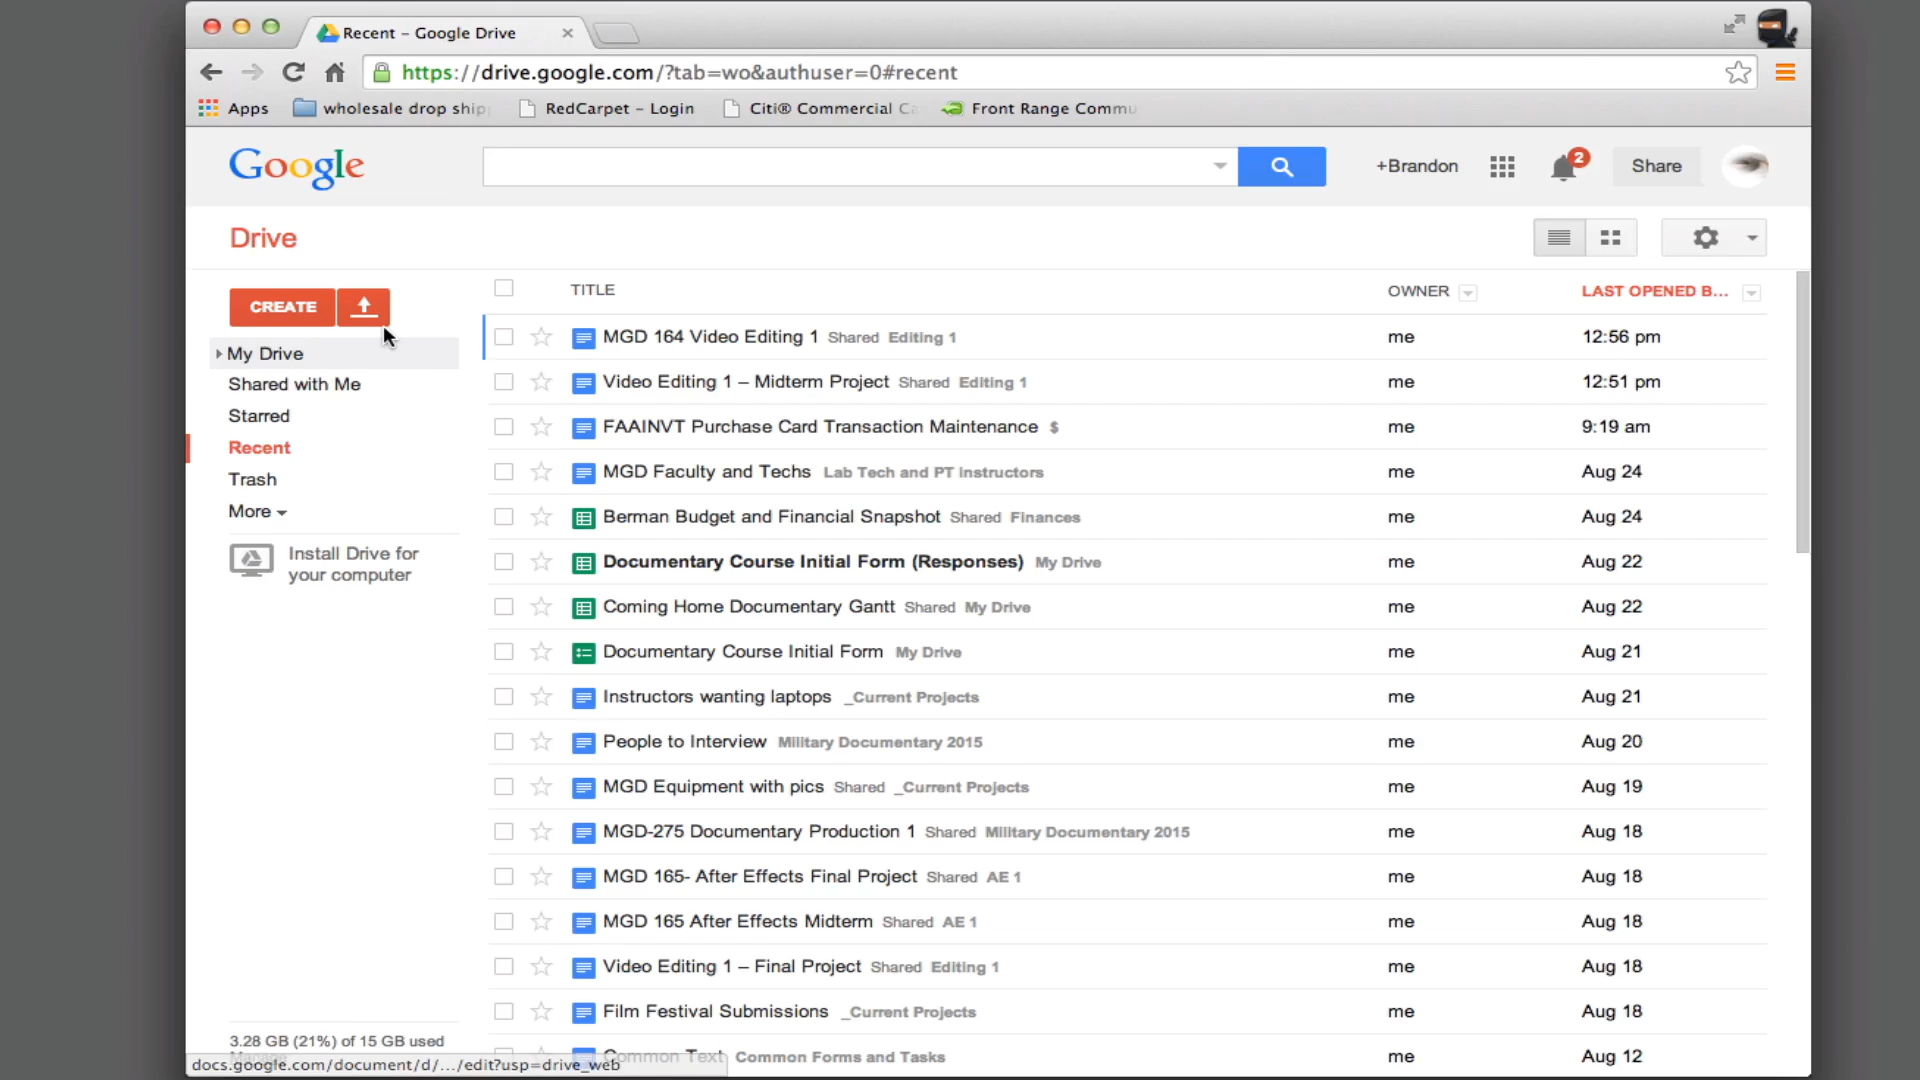 Recent – Google Drive
https://drive.google.com/?tab=wo&authuser=0#recent
Apps wholesale drop ship RedCarpet – Login Citi® Commercial C Front Range Commu
Google +Brandon 2 Share
Drive
CREATE
My Drive
Shared with Me
Starred
Recent
Trash
More
Install Drive for
your computer
3.28 GB (21%) of 15 GB used
Manage
docs.google.com/document/d/.../edit?usp=drive_web
TITLE OWNER LAST OPENED B...
MGD 164 Video Editing 1 Shared Editing 1 me 12:56 pm
Video Editing 1 – Midterm Project Shared Editing 1 me 12:51 pm
FAAINVT Purchase Card Transaction Maintenance $ me 9:19 am
MGD Faculty and Techs Lab Tech and PT instructors me Aug 24
Berman Budget and Financial Snapshot Shared Finances me Aug 24
Documentary Course Initial Form (Responses) My Drive me Aug 22
Coming Home Documentary Gantt Shared My Drive me Aug 22
Documentary Course Initial Form My Drive me Aug 21
Instructors wanting laptops _Current Projects me Aug 21
People to Interview Military Documentary 2015 me Aug 20
MGD Equipment with pics Shared _Current Projects me Aug 19
MGD-275 Documentary Production 1 Shared Military Documentary 2015 me Aug 18
MGD 165- After Effects Final Project Shared AE 1 me Aug 18
MGD 165 After Effects Midterm Shared AE 1 me Aug 18
Video Editing 1 – Final Project Shared Editing 1 me Aug 18
Film Festival Submissions _Current Projects me Aug 18
Common Text Common Forms and Tasks me Aug 12